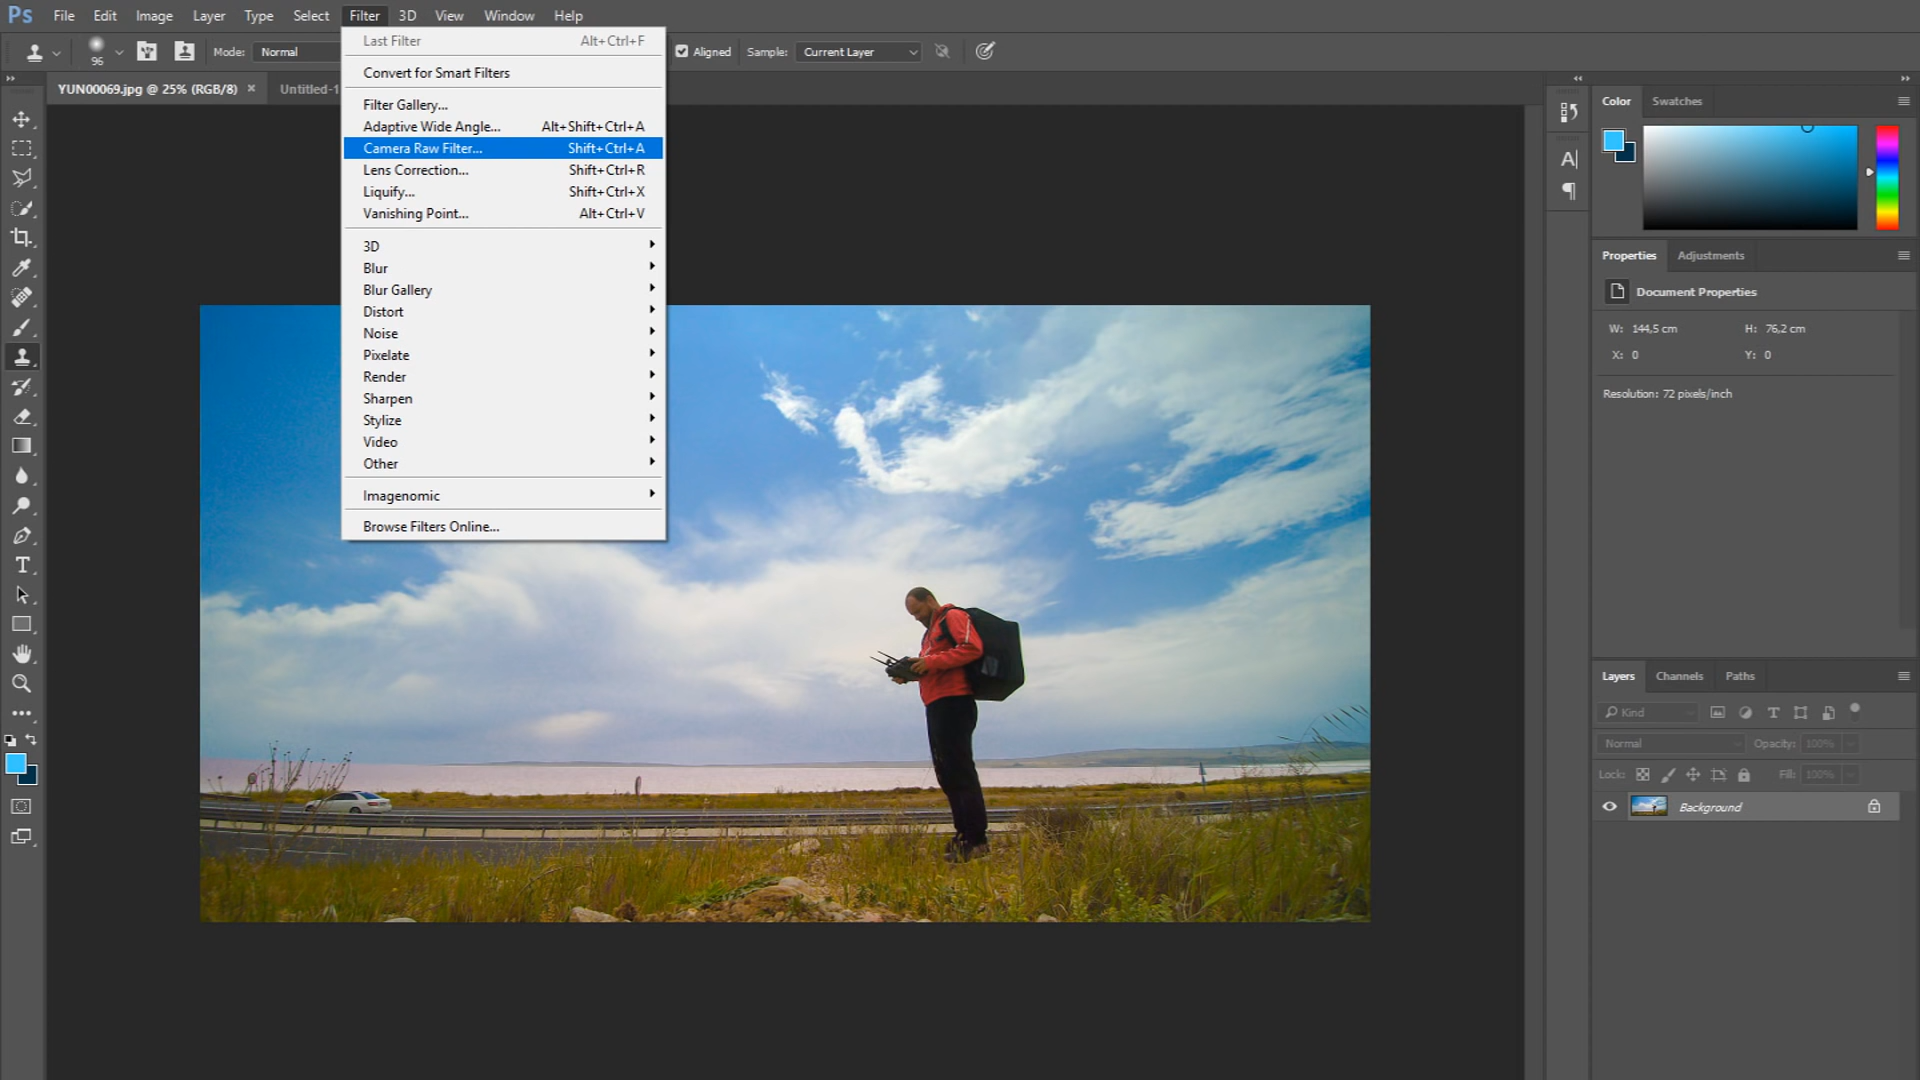 Ps File Edit Image Layer Type Select Filter 3D View Window Help
96 Mode: Normal Aligned Sample: Current Layer
YUN00069.jpg @ 25% (RGB/8) × Untitled-1
Last Filter Alt+Ctrl+F
Convert for Smart Filters
Filter Gallery...
Adaptive Wide Angle... Alt+Shift+Ctrl+A
Camera Raw Filter... Shift+Ctrl+A
Lens Correction... Shift+Ctrl+R
Liquify... Shift+Ctrl+X
Vanishing Point... Alt+Ctrl+V
3D
Blur
Blur Gallery
Distort
Noise
Pixelate
Render
Sharpen
Stylize
Video
Other
Imagenomic
Browse Filters Online...
Color Swatches
Properties Adjustments
Document Properties
W: 144,5 cm H: 76,2 cm
X: 0 Y: 0
Resolution: 72 pixels/inch
Layers Channels Paths
Kind
Normal Opacity: 100%
Lock: Fill: 100%
Background